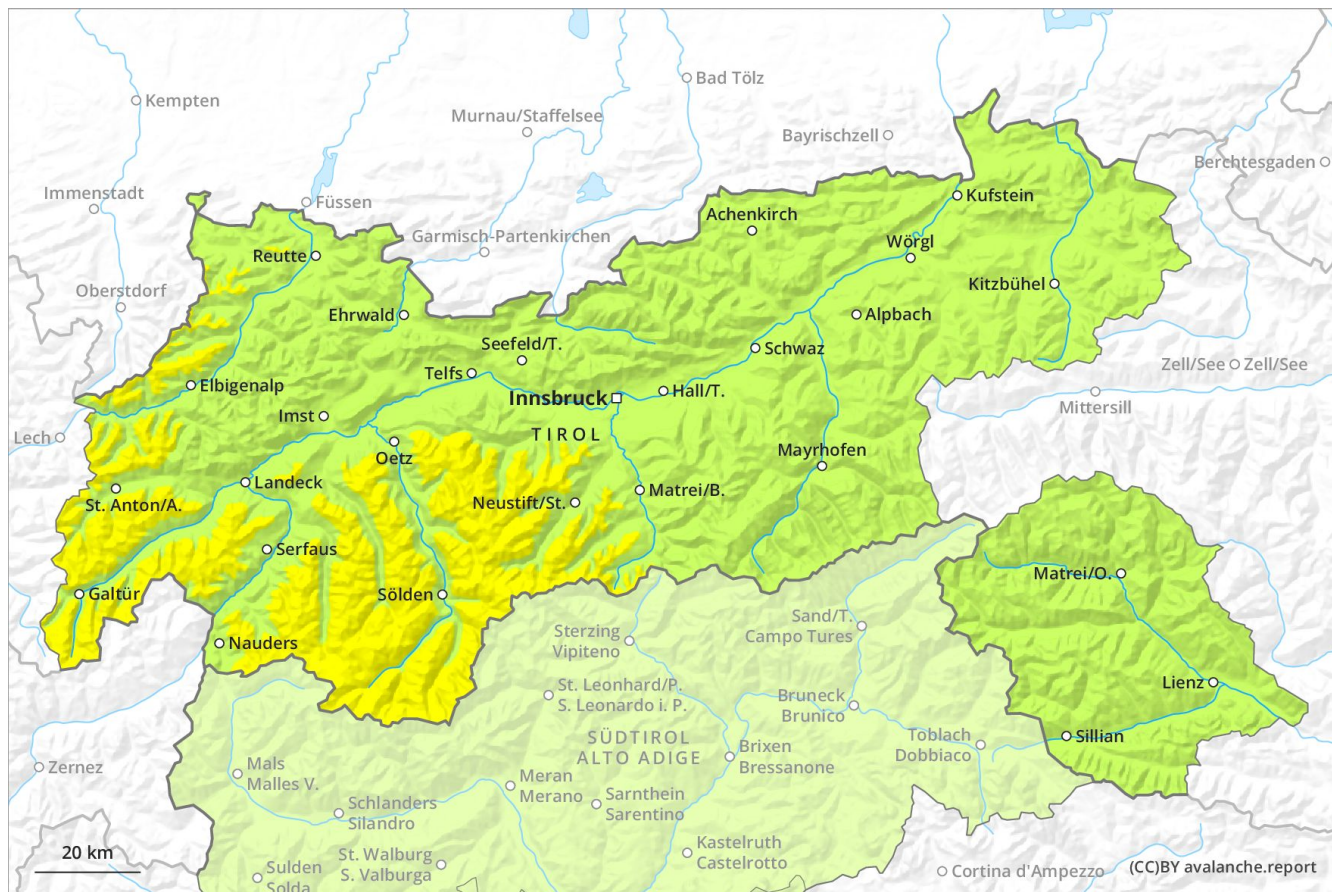 Bad Tölz
Kempten
Murnau/Staffelsee
Bayrischzell
Berchtesgaden
Immenstadt
Füssen
Kufstein
Achenkirch
Garmisch-Partenkirchen
Wörgl
Reutte
Oberstdorf
Kitzbühel
Ehrwald
Alpbach
Seefeld/T.
Schwaz
Zell/See
Zell/See
Telfs
Elbigenalp
Hall/T.
Innsbruck
Mittersill
Imst
TIROL
Lech
Mayrhofen
Oetz
Landeck
Matrei/B.
St. Anton/A.
Neustift/St.
Serfaus
Matrei/O.
Galtür
Sölden
Sand/T.
Campo Tures
Sterzing
Vipiteno
Nauders
Lienz
St. Leonhard/P.
S. Leonardo i. P.
Bruneck
Brunico
SÜDTIROL
ALTO ADIGE
Toblach
Dobbiaco
Sillian
Brixen
Bressanone
Zernez
Mals
Malles V.
Meran
Merano
Sarnthein
Sarentino
Schlanders
Silandro
Kastelruth
Castelrotto
20 km
St. Walburg
S. Valburga
Sulden
Solda
Cortina d'Ampezzo
(CC)BY avalanche.report